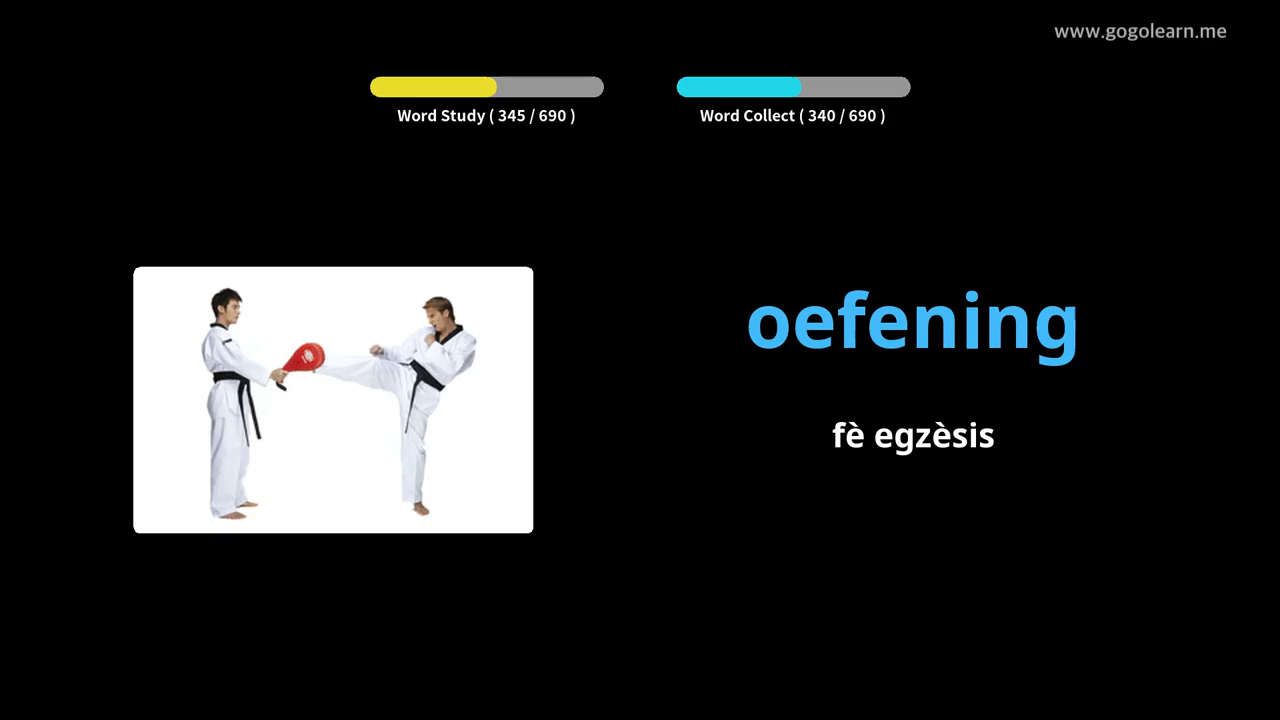 www.gogolearn.me
Word Study ( 345 / 690 )
Word Collect ( 340 / 690 )
oefening
fè egzèsis